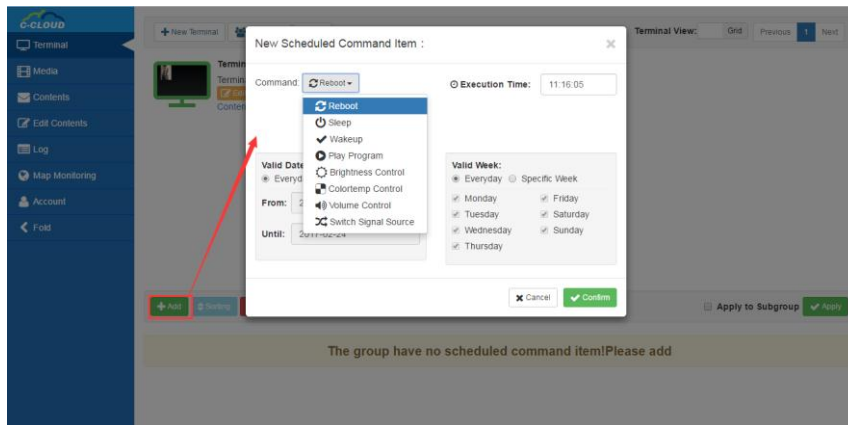 C-CLOUD
Terminal
Media
Contents
Edit Contents
Log
Map Monitoring
Account
Fold
New Terminal
Terminal View:
Grid
Previous
1
Next
New Scheduled Command Item :
Command:
Reboot
Execution Time:
11:16:05
Reboot
Sleep
Wakeup
Play Program
Brightness Control
Colortemp Control
Volume Control
Switch Signal Source
Valid Date
From:
Until:
2017-02-24
Valid Week:
Everyday
Specific Week
Monday
Friday
Tuesday
Saturday
Wednesday
Sunday
Thursday
Cancel
Confirm
Add
Sorting
Apply to Subgroup
Apply
The group have no scheduled command item!Please add